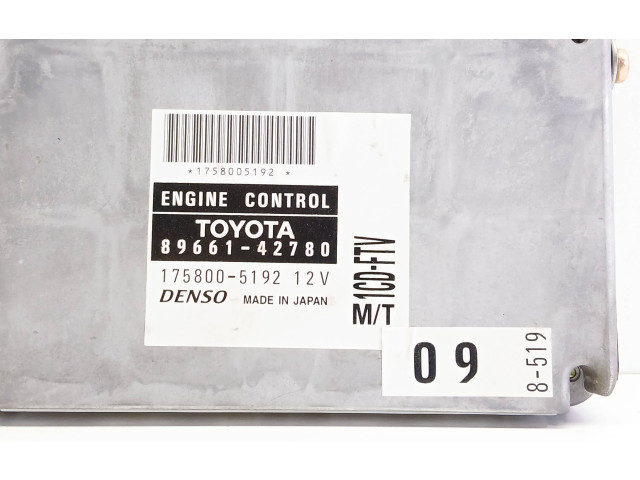 *1758005192*
ENGINE CONTROL
TOYOTA
89661-42780
175800-5192 12V
DENSO MADE IN JAPAN
1CD-FTV
M/T
09
8-519